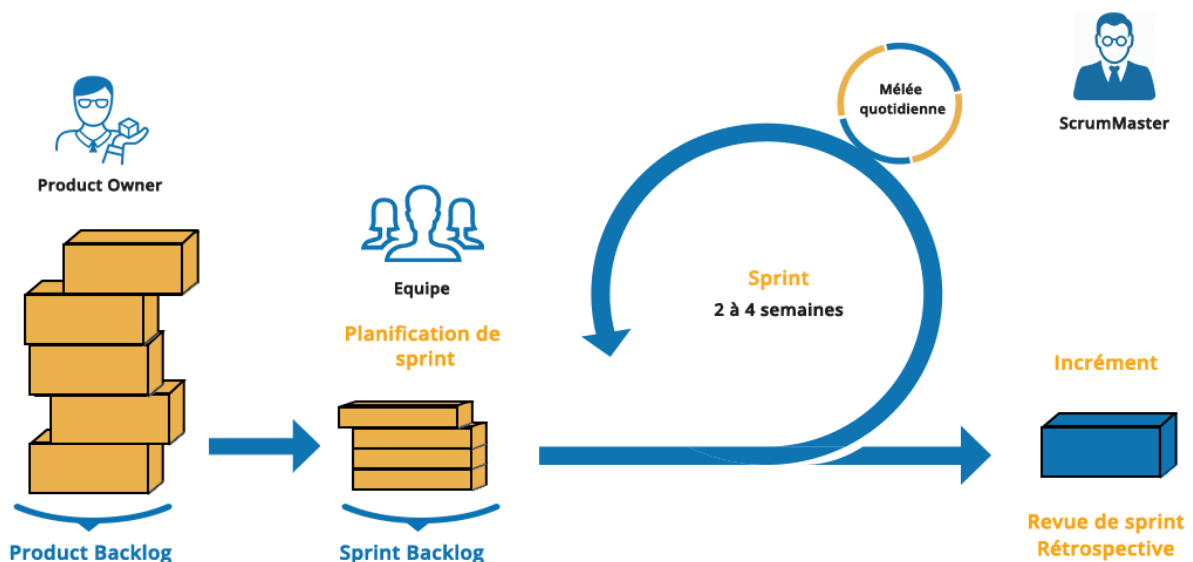 Product Owner
Product Backlog
Equipe
Planification de
sprint
Sprint Backlog
Mêlée
quotidienne
Sprint
2 à 4 semaines
ScrumMaster
Incrément
Revue de sprint
Rétrospective